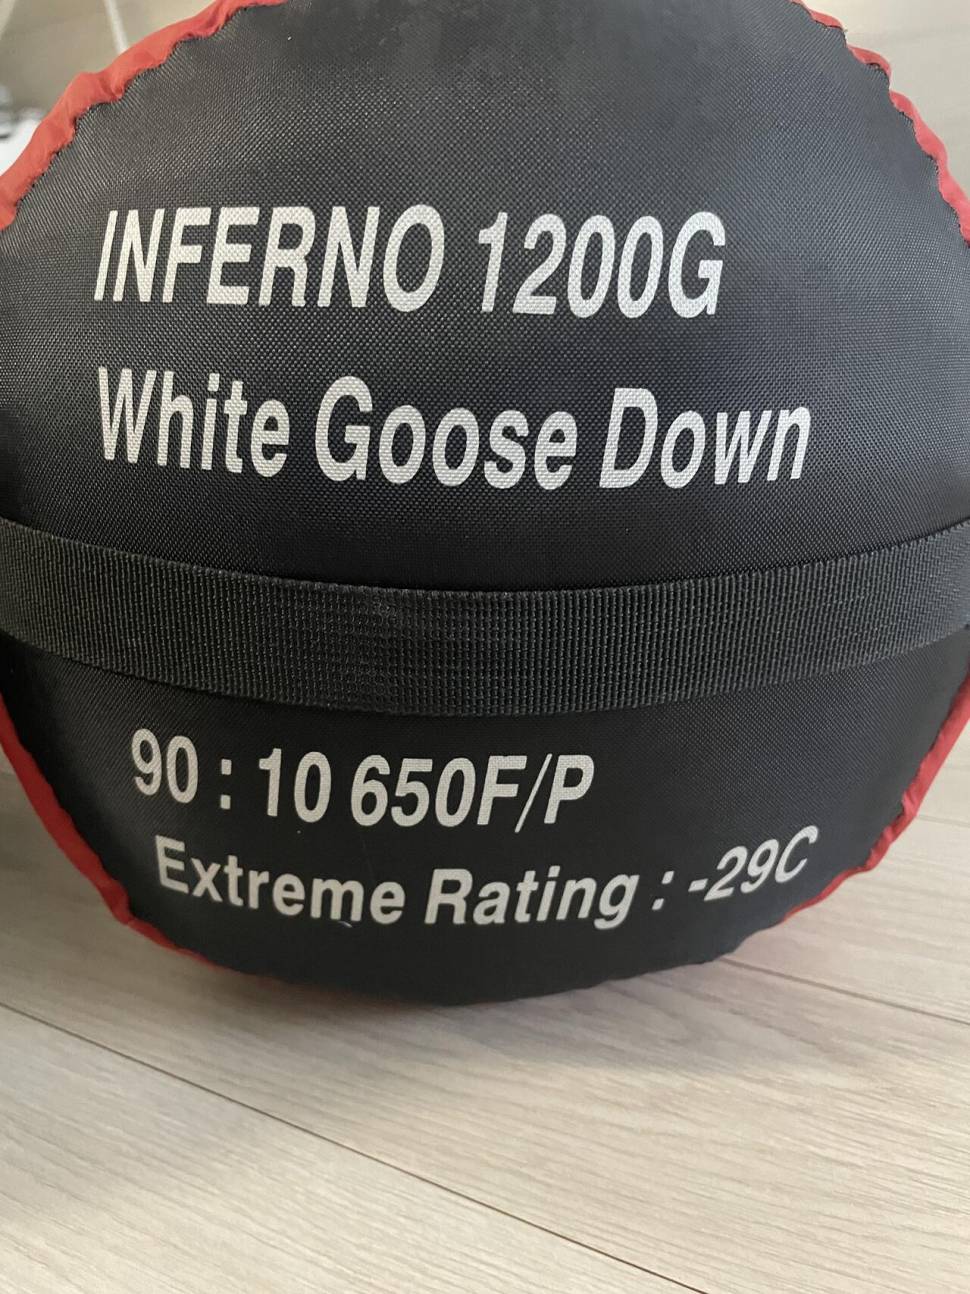 INFERNO 1200G
White Goose Down
90 : 10 650F/P
Extreme Rating : -29C